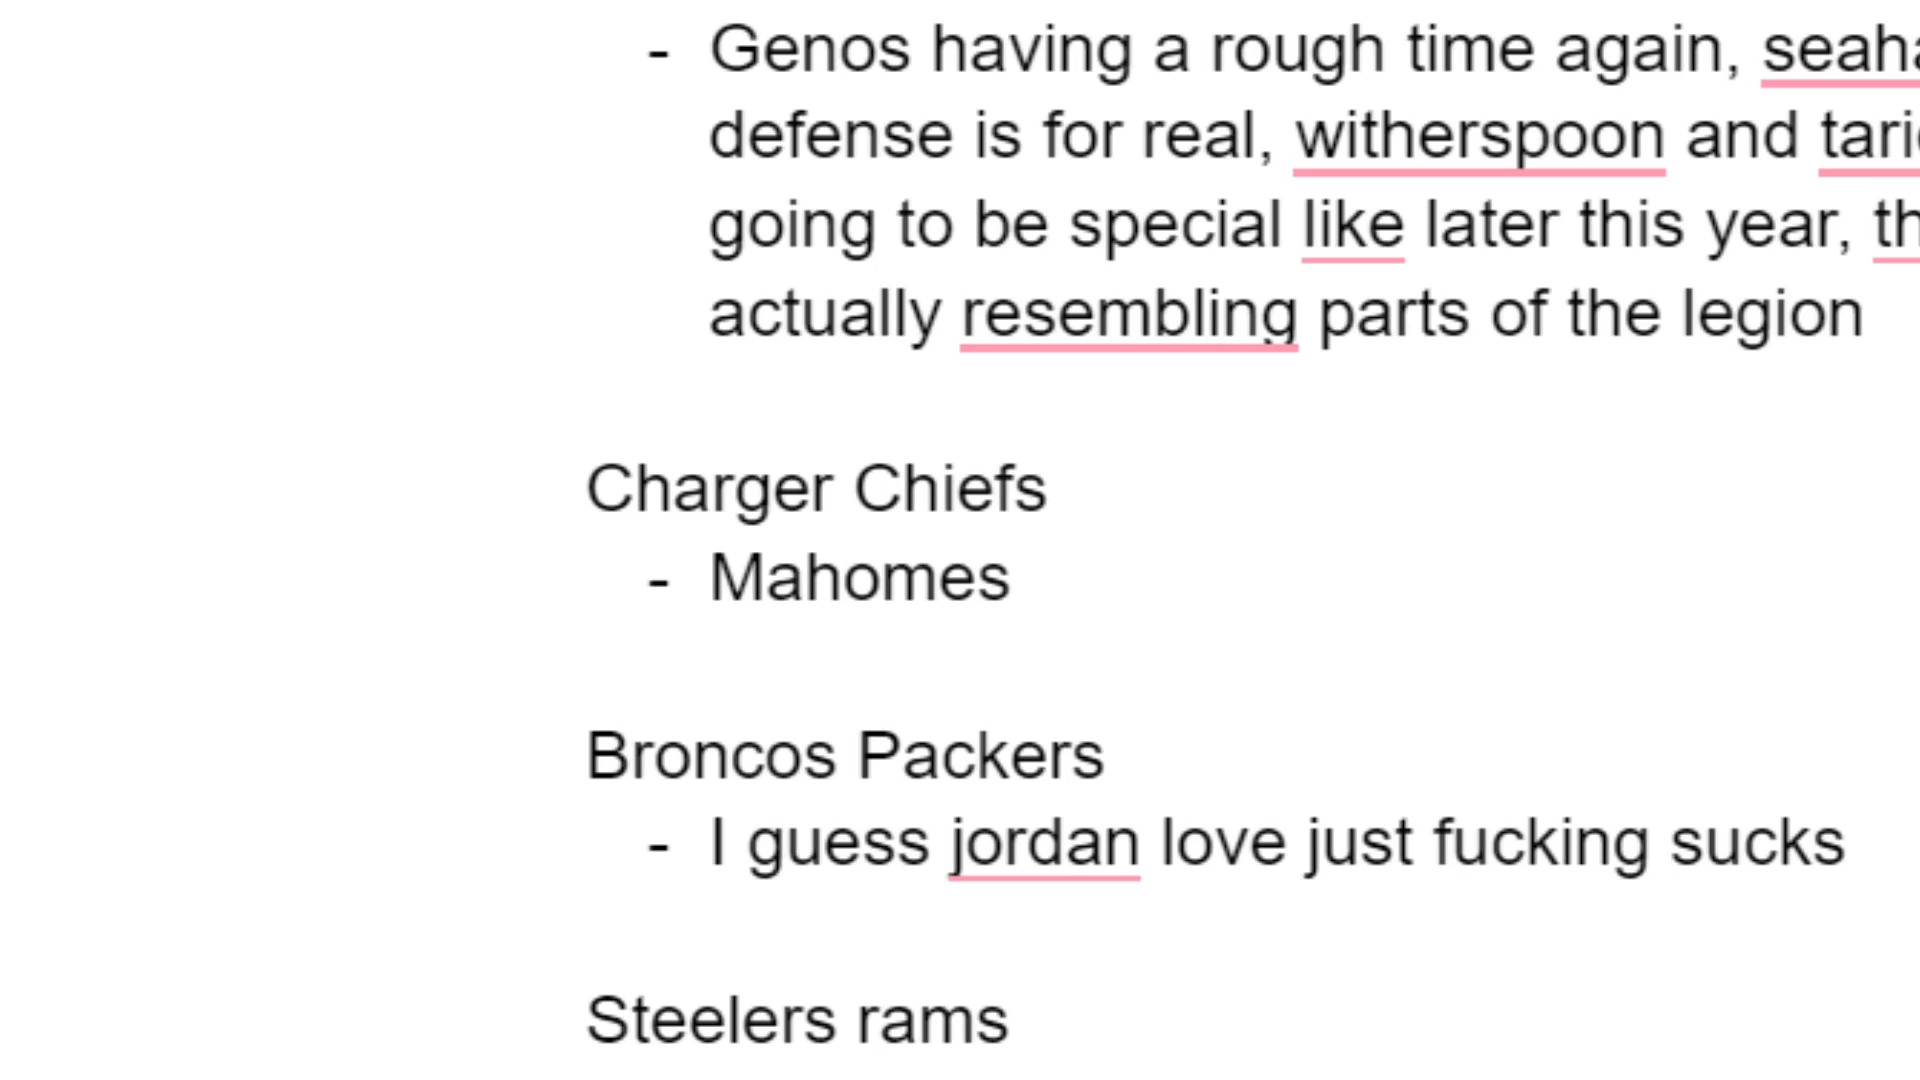 - Genos having a rough time again,
defense is for real, witherspoon and
going to be special like later this year,
actually resembling parts of the legion
Charger Chiefs
- Mahomes
Broncos Packers
- I guess jordan love just fucking sucks
Steelers rams